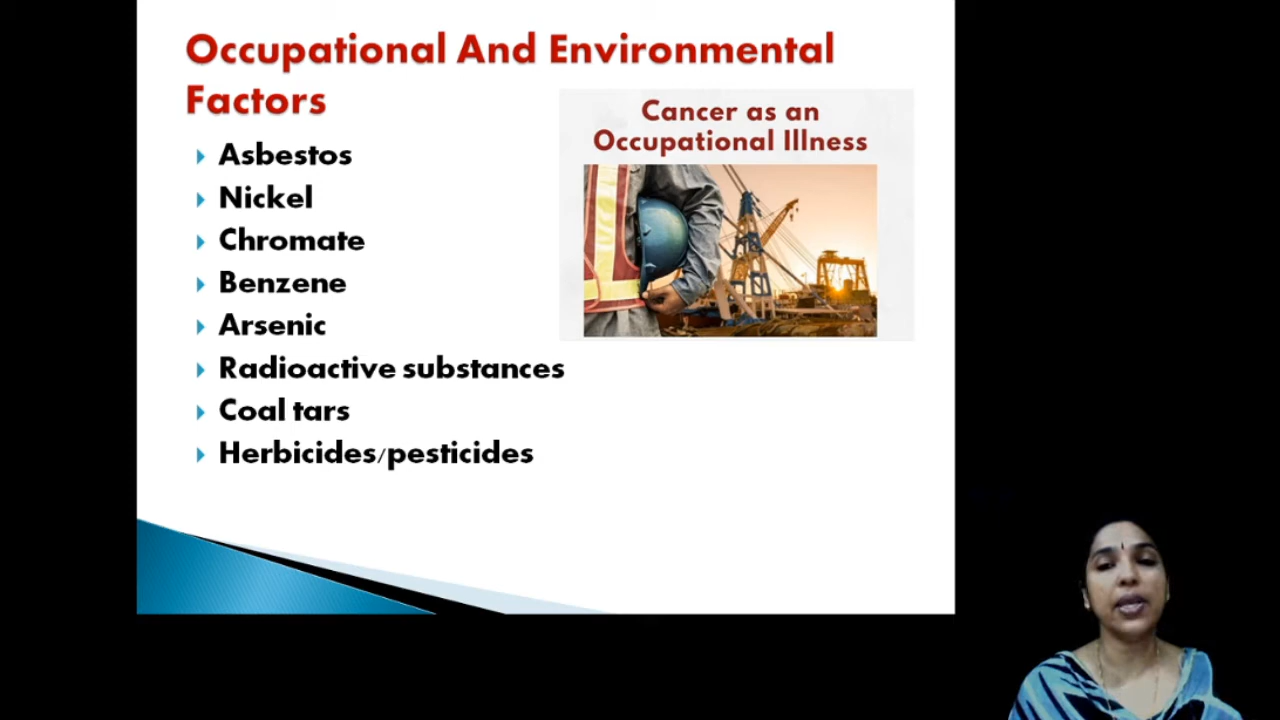 Occupational And Environmental
Factors
Cancer as an
Occupational Illness
Asbestos
Nickel
Chromate
Benzene
Arsenic
Radioactive substances
Coal tars
Herbicides/pesticides